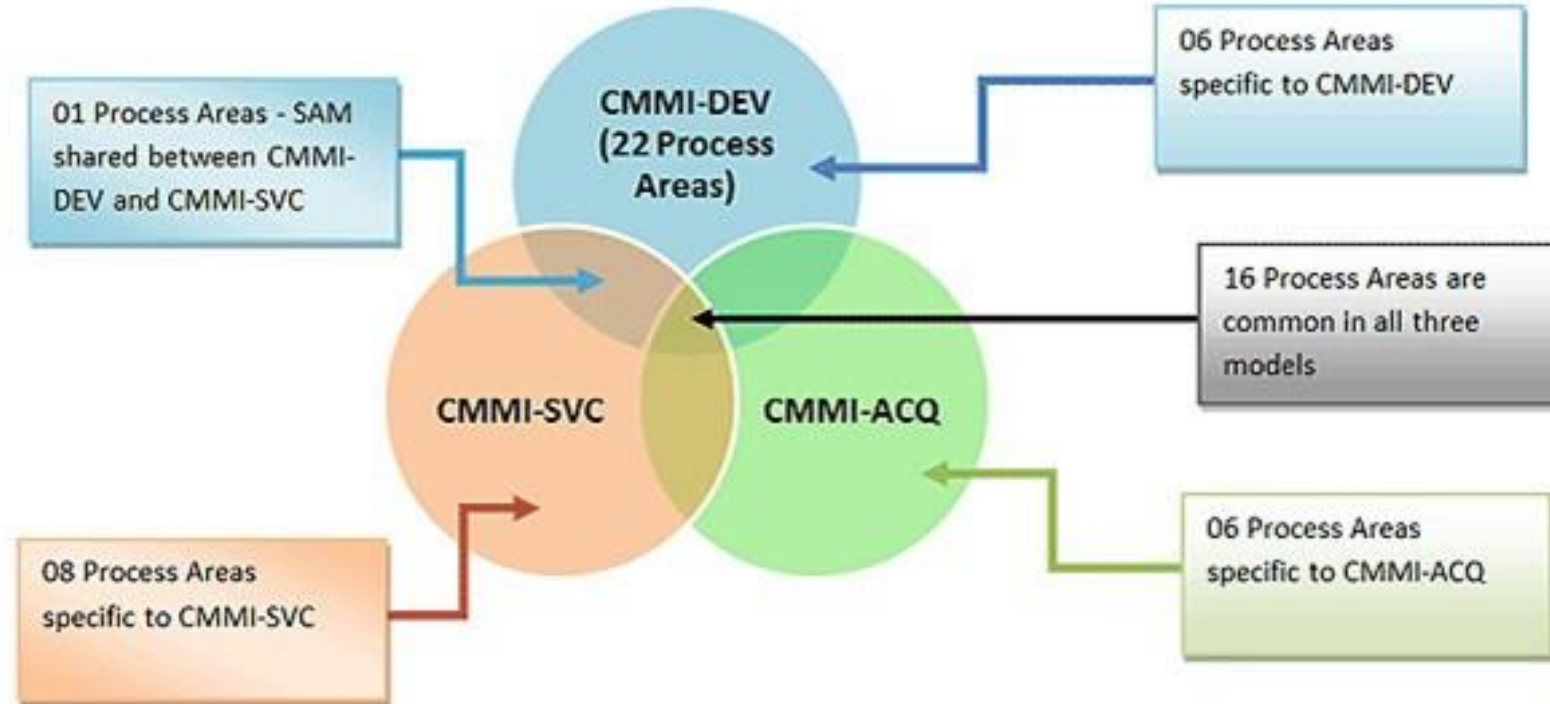 01 Process Areas - SAM
shared between CMMI-
DEV and CMMI-SVC
CMMI-DEV
(22 Process
Areas)
06 Process Areas
specific to CMMI-DEV
16 Process Areas are
common in all three
models
CMMI-SVC
CMMI-ACQ
08 Process Areas
specific to CMMI-SVC
06 Process Areas
specific to CMMI-ACQ